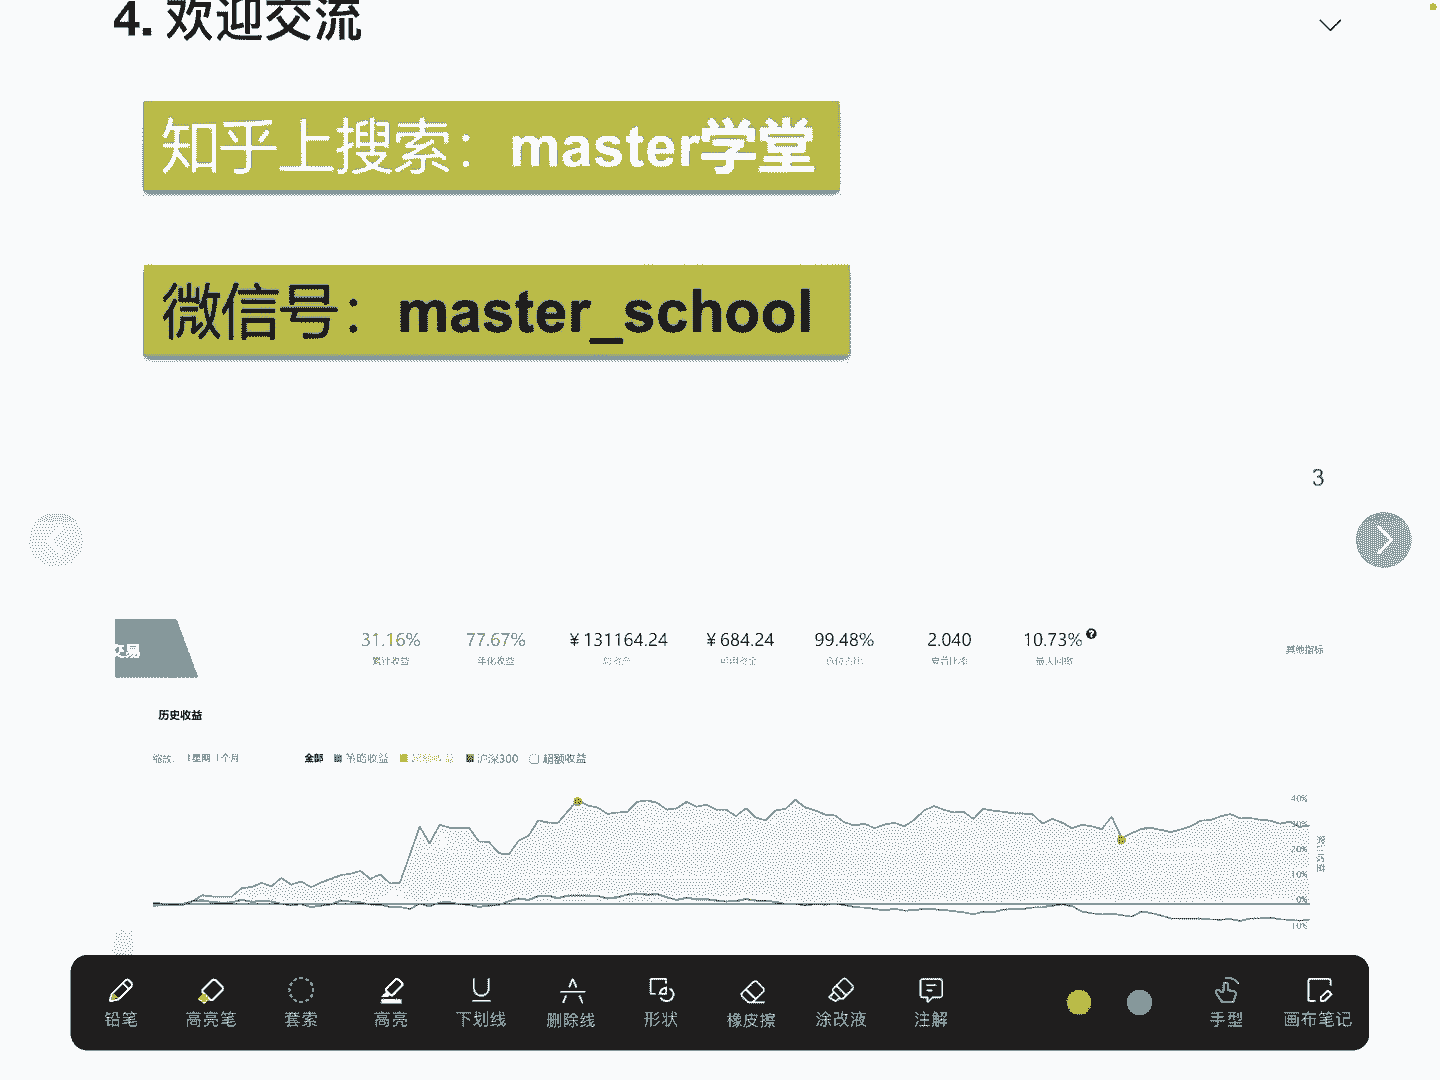 4. 欢迎交流
知乎上搜索：master学堂
微信号：master_school
3
交易
31.16% 77.67% ￥131164.24 ￥684.24 99.48% 2.040 10.73%
累计收益 年化收益 总资产 可用资金 仓位占比 夏普比率 最大回撤
其他指标
历史收益
缩放: 1星期 1个月 全部 策略收益 沪深300 超额收益
40%
30%
20%
10%
0%
10%
铅笔 高亮笔 套索 高亮 下划线 删除线 形状 橡皮擦 涂改液 注解 手型 画布笔记